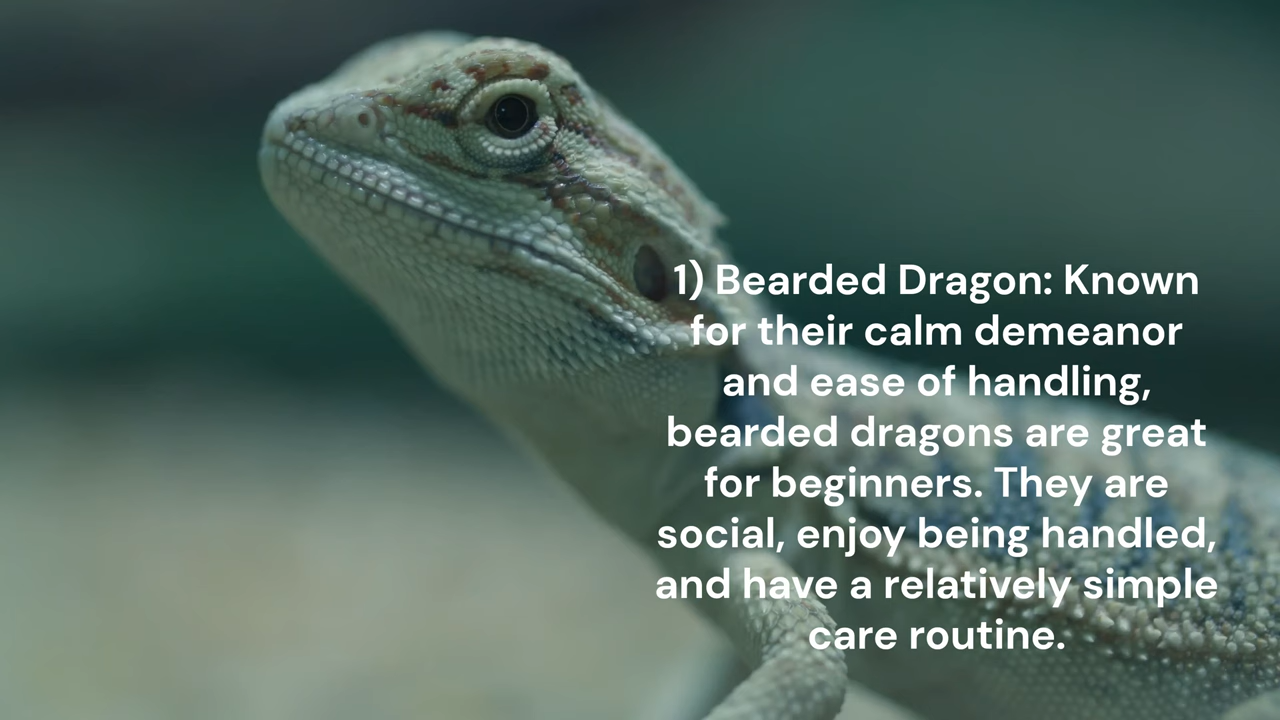 1) Bearded Dragon: Known
for their calm demeanor
and ease of handling,
bearded dragons are great
for beginners. They are
social, enjoy being handled,
and have a relatively simple
care routine.